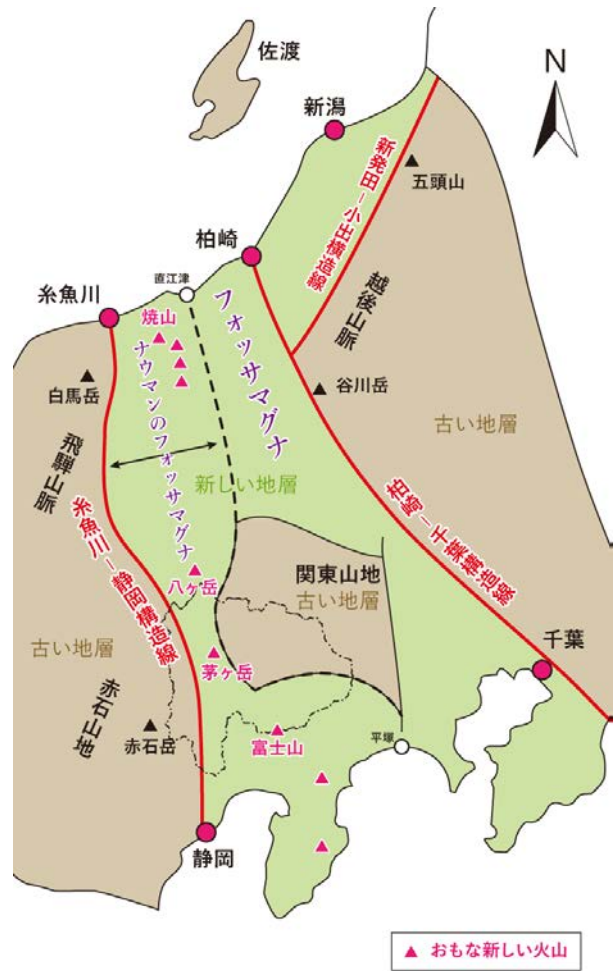 佐渡
N
新潟
新発田－小出構造線
五頭山
柏崎
直江津
越後山脈
糸魚川
焼山
フォッサマグナ
ナウマンのフォッサマグナ
白馬岳
谷川岳
飛騨山脈
古い地層
新しい地層
糸魚川－静岡構造線
柏崎－千葉構造線
関東山地
古い地層
八ヶ岳
古い地層
千葉
茅ヶ岳
赤石山地
赤石岳
富士山
平塚
静岡
▲ おもな新しい火山